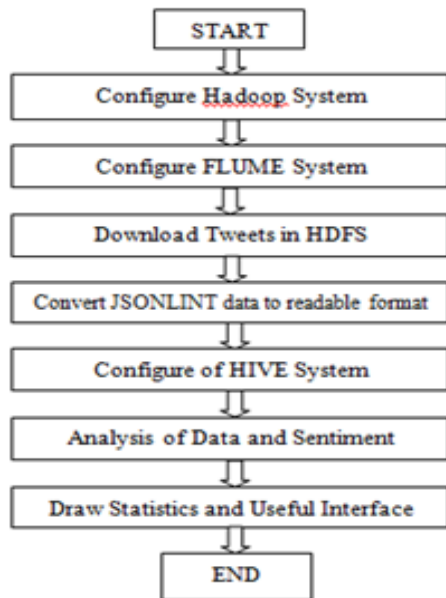 START
Configure Hadoop System
Configure FLUME System
Download Tweets in HDFS
Convert JSONLINT data to readable format
Configure of HIVE System
Analysis of Data and Sentiment
Draw Statistics and Useful Interface
END